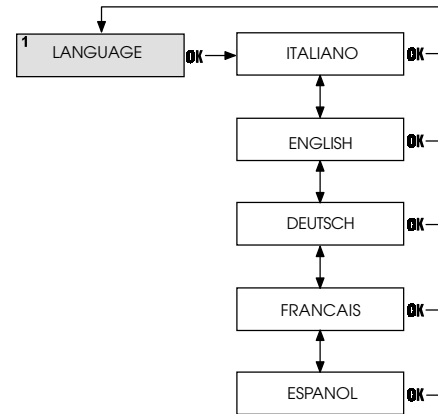 1
LANGUAGE OK ITALIANO OK
ENGLISH OK
DEUTSCH OK
FRANCAIS OK
ESPANOL OK